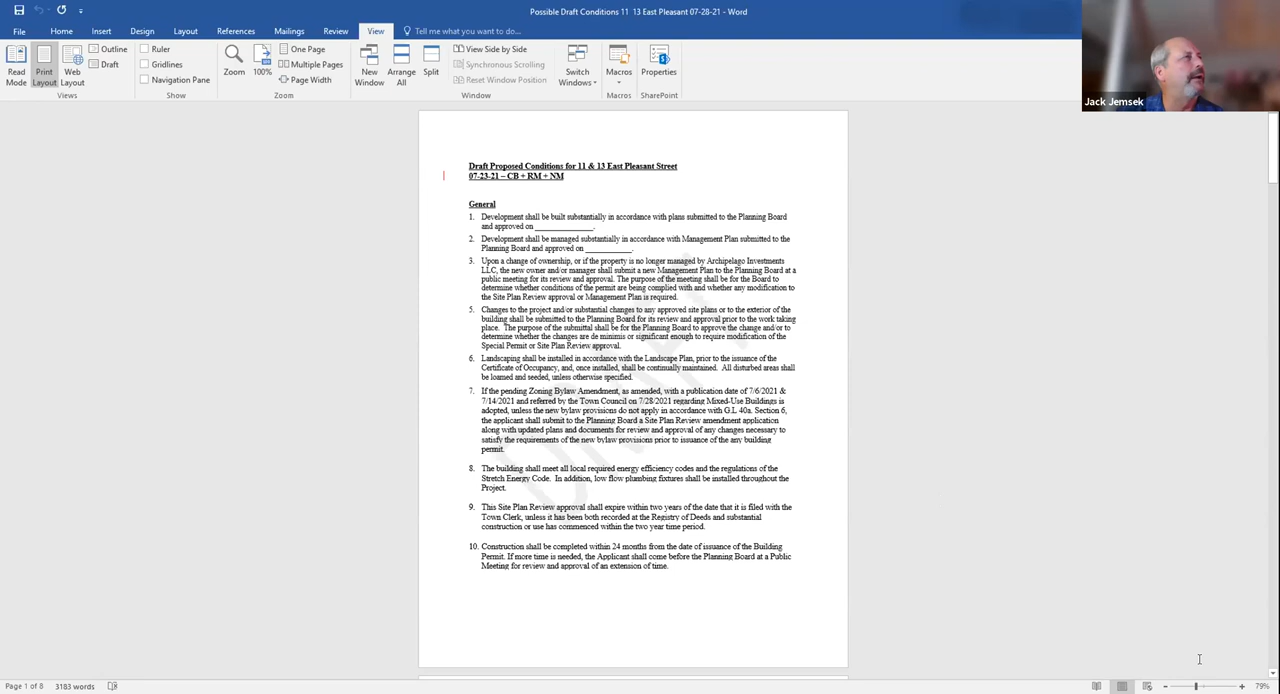 Possible Draft Conditions 11 13 East Pleasant 07-28-21 - Word
File Home Insert Design Layout References Mailings Review View Tell me what you want to do...
Read Mode
Print Layout
Web Layout
Outline
Draft
Views
Ruler
Gridlines
Navigation Pane
Show
Zoom
100%
One Page
Multiple Pages
Page Width
Zoom
New Window
Arrange All
Split
View Side by Side
Synchronous Scrolling
Reset Window Position
Window
Switch Windows
Macros
Macros
Properties
SharePoint
Jack Jemsek
Draft Proposed Conditions for 11 & 13 East Pleasant Street
07-23-21 – CB + RM + NM
General
1. Development shall be built substantially in accordance with plans submitted to the Planning Board
and approved on ______________.
2. Development shall be managed substantially in accordance with Management Plan submitted to the
Planning Board and approved on ___________.
3. Upon a change of ownership, or if the property is no longer managed by Archipelago Investments
LLC, the new owner and/or manager shall submit a new Management Plan to the Planning Board at a
public meeting for its review and approval. The purpose of the meeting shall be for the Board to
determine whether conditions of the permit are being complied with and whether any modification to
the Site Plan Review approval or Management Plan is required.
5. Changes to the project and/or substantial changes to any approved site plans or to the exterior of the
building shall be submitted to the Planning Board for its review and approval prior to the work taking
place. The purpose of the submittal shall be for the Planning Board to approve the change and/or to
determine whether the changes are de minimis or significant enough to require modification of the
Special Permit or Site Plan Review approval.
6. Landscaping shall be installed in accordance with the Landscape Plan, prior to the issuance of the
Certificate of Occupancy, and, once installed, shall be continually maintained. All disturbed areas shall
be loamed and seeded, unless otherwise specified.
7. If the pending Zoning Bylaw Amendment, as amended, with a publication date of 7/6/2021 &
7/14/2021 and referred by the Town Council on 7/28/2021 regarding Mixed-Use Buildings is
adopted, unless the new bylaw provisions do not apply in accordance with G.L 40a. Section 6,
the applicant shall submit to the Planning Board a Site Plan Review amendment application
along with updated plans and documents for review and approval of any changes necessary to
satisfy the requirements of the new bylaw provisions prior to issuance of the any building
permit.
8. The building shall meet all local required energy efficiency codes and the regulations of the
Stretch Energy Code. In addition, low flow plumbing fixtures shall be installed throughout the
Project.
9. This Site Plan Review approval shall expire within two years of the date that it is filed with the
Town Clerk, unless it has been both recorded at the Registry of Deeds and substantial
construction or use has commenced within the two year time period.
10. Construction shall be completed within 24 months from the date of issuance of the Building
Permit. If more time is needed, the Applicant shall come before the Planning Board at a Public
Meeting for review and approval of an extension of time.
DRAFT
Page 1 of 8 3183 words 79%